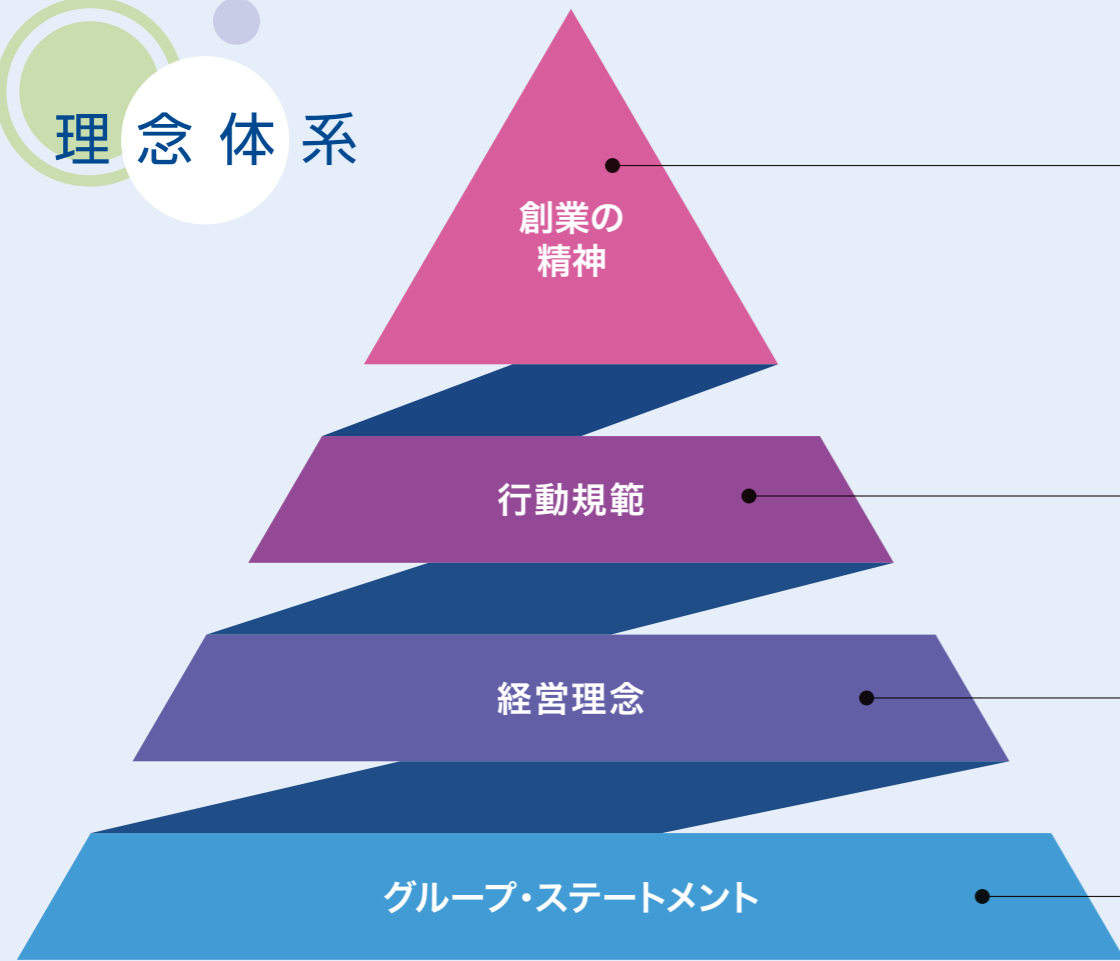 理念体系
創業の
精神
行動規範
経営理念
グループ・ステートメント